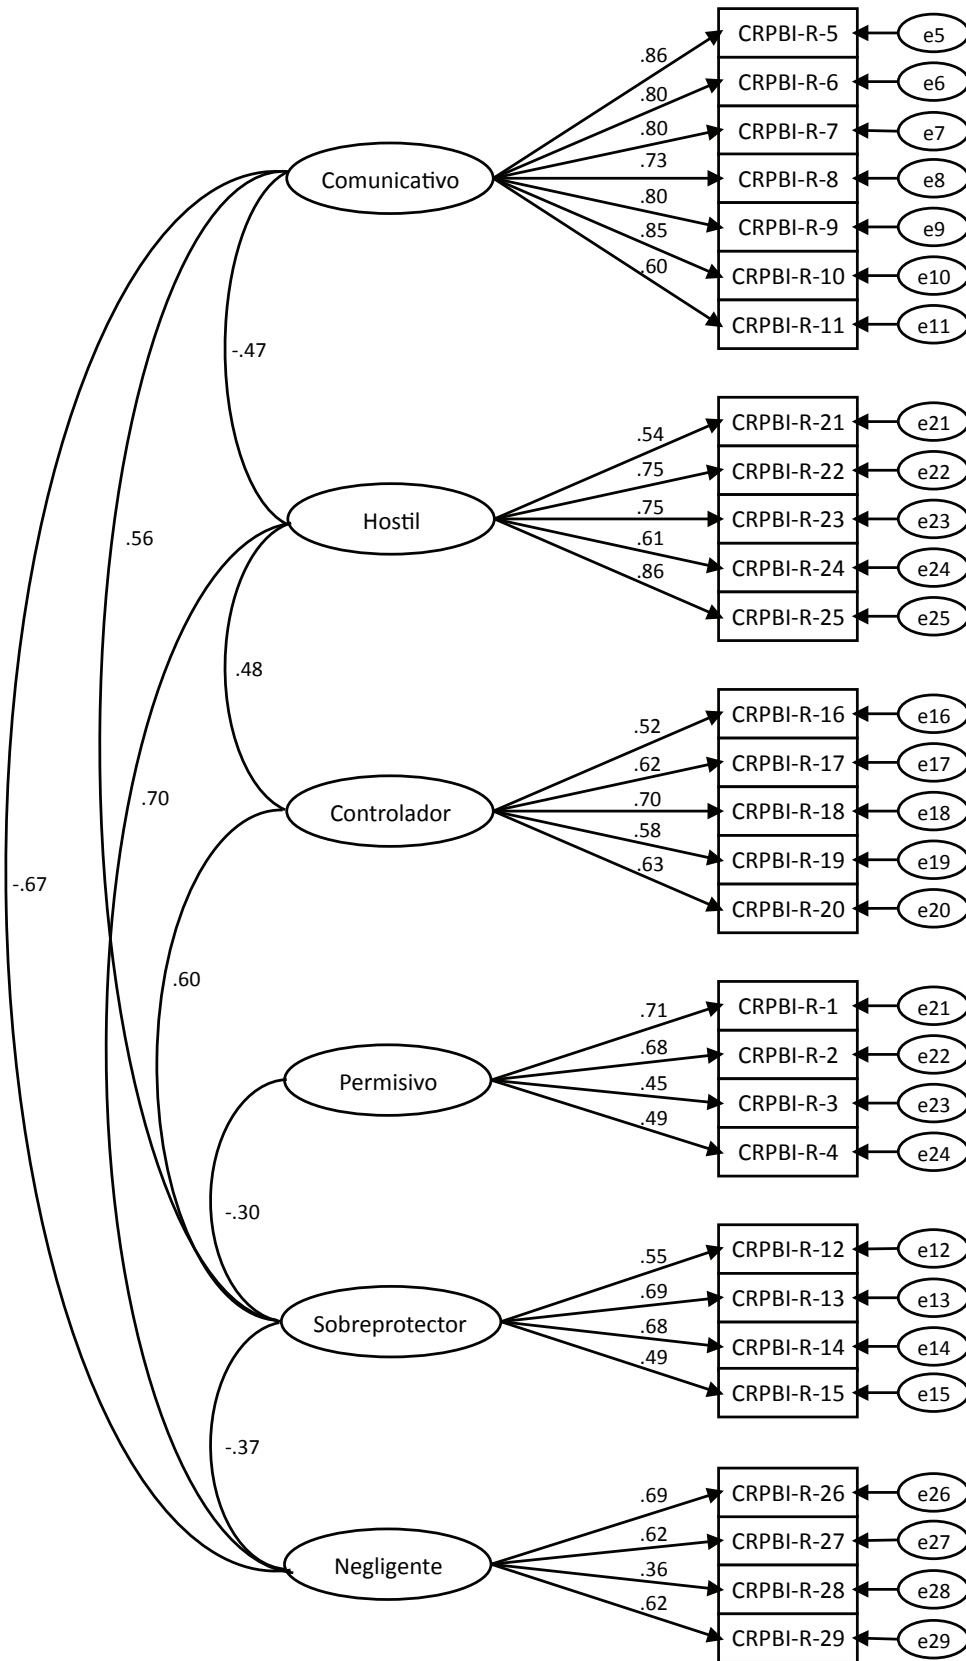 CRPBI-R-5 e5
.86
CRPBI-R-6 e6
.80
CRPBI-R-7 e7
.80
Comunicativo
.73
CRPBI-R-8 e8
.80
CRPBI-R-9 e9
.85
CRPBI-R-10 e10
.60
CRPBI-R-11 e11
-.47
CRPBI-R-21 e21
.54
CRPBI-R-22 e22
.75
Hostil
.75
CRPBI-R-23 e23
.56
.61
CRPBI-R-24 e24
.86
CRPBI-R-25 e25
.48
CRPBI-R-16 e16
.52
CRPBI-R-17 e17
.62
.70
Controlador
.70
CRPBI-R-18 e18
.58
CRPBI-R-19 e19
.63
-.67
CRPBI-R-20 e20
.60
CRPBI-R-1 e21
.71
CRPBI-R-2 e22
.68
Permisivo
.45
CRPBI-R-3 e23
.49
CRPBI-R-4 e24
-.30
CRPBI-R-12 e12
.55
CRPBI-R-13 e13
.69
Sobreprotector
.68
CRPBI-R-14 e14
.49
CRPBI-R-15 e15
-.37
CRPBI-R-26 e26
.69
CRPBI-R-27 e27
.62
Negligente
.36
CRPBI-R-28 e28
.62
CRPBI-R-29 e29